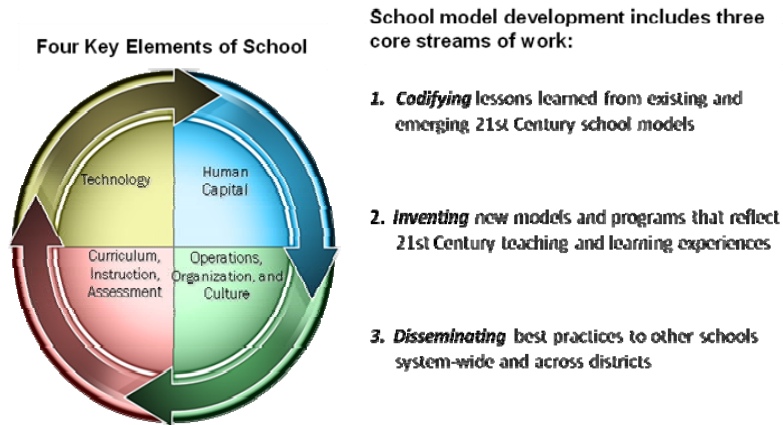 Four Key Elements of School
Technology
Human
Capital
Curriculum,
Instruction,
Assessment
Operations,
Organization, and
Culture
School model development includes three
core streams of work:
1. Codifying lessons learned from existing and
emerging 21st Century school models
2. Inventing new models and programs that reflect
21st Century teaching and learning experiences
3. Disseminating best practices to other schools
system-wide and across districts